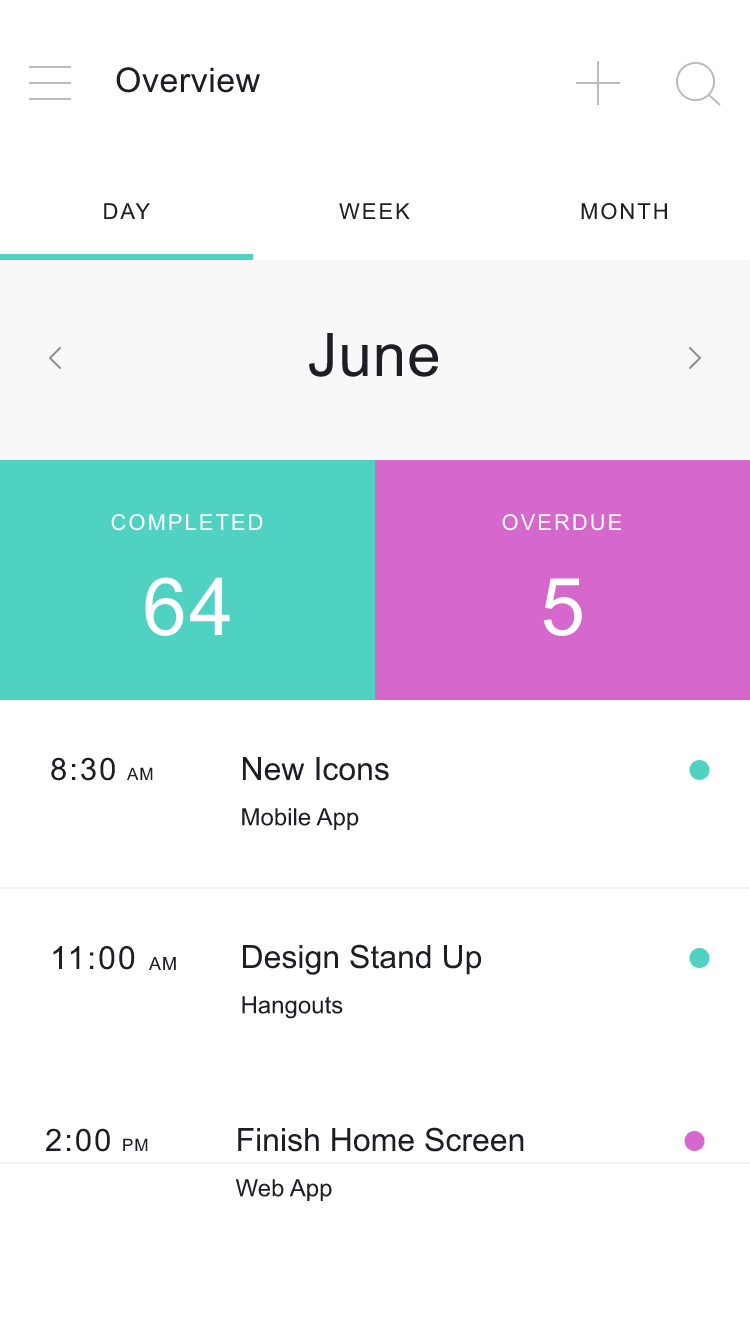 Overview
DAY WEEK MONTH
June
COMPLETED OVERDUE
64 5
8:30 AM New Icons
Mobile App
11:00 AM Design Stand Up
Hangouts
2:00 PM Finish Home Screen
Web App